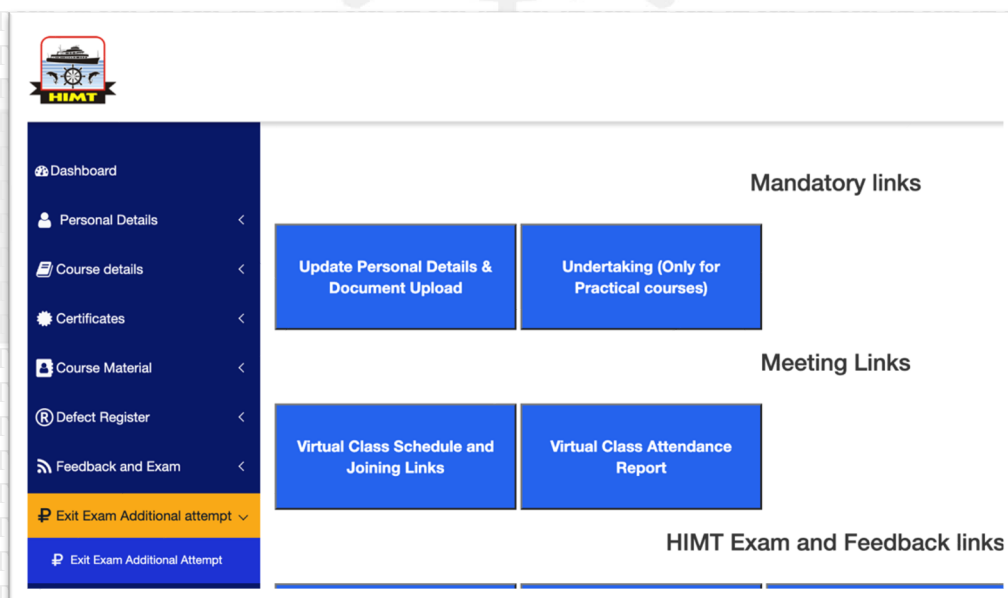 HIMT
Dashboard
Personal Details
Course details
Certificates
Course Material
Defect Register
Feedback and Exam
Exit Exam Additional attempt
Exit Exam Additional Attempt
Mandatory links
Update Personal Details &
Document Upload
Undertaking (Only for
Practical courses)
Meeting Links
Virtual Class Schedule and
Joining Links
Virtual Class Attendance
Report
HIMT Exam and Feedback links